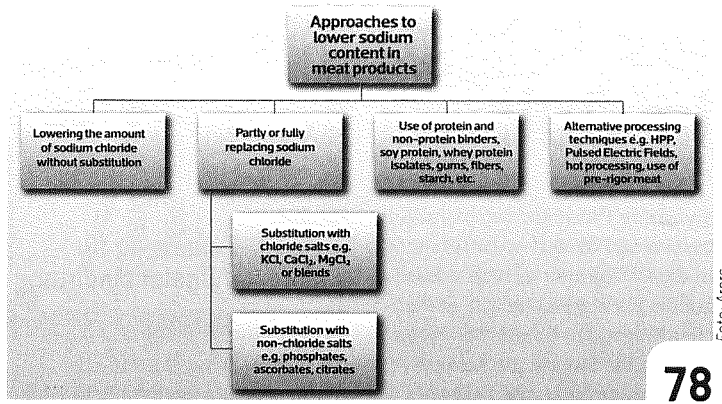 Approaches to
lower sodium
content in
meat products
Lowering the amount
of sodium chloride
without substitution
Partly or fully
replacing sodium
chloride
Use of protein and
non-protein binders,
soy protein, whey protein
isolates, gums, fibers,
starch, etc.
Alternative processing
techniques e.g. HPP,
Pulsed Electric Fields,
hot processing, use of
pre-rigor meat
Substitution with
chloride salts e.g.
KCl, CaCl₂, MgCl₂
or blends
Substitution with
non-chloride salts
e.g. phosphates,
ascorbates, citrates
78